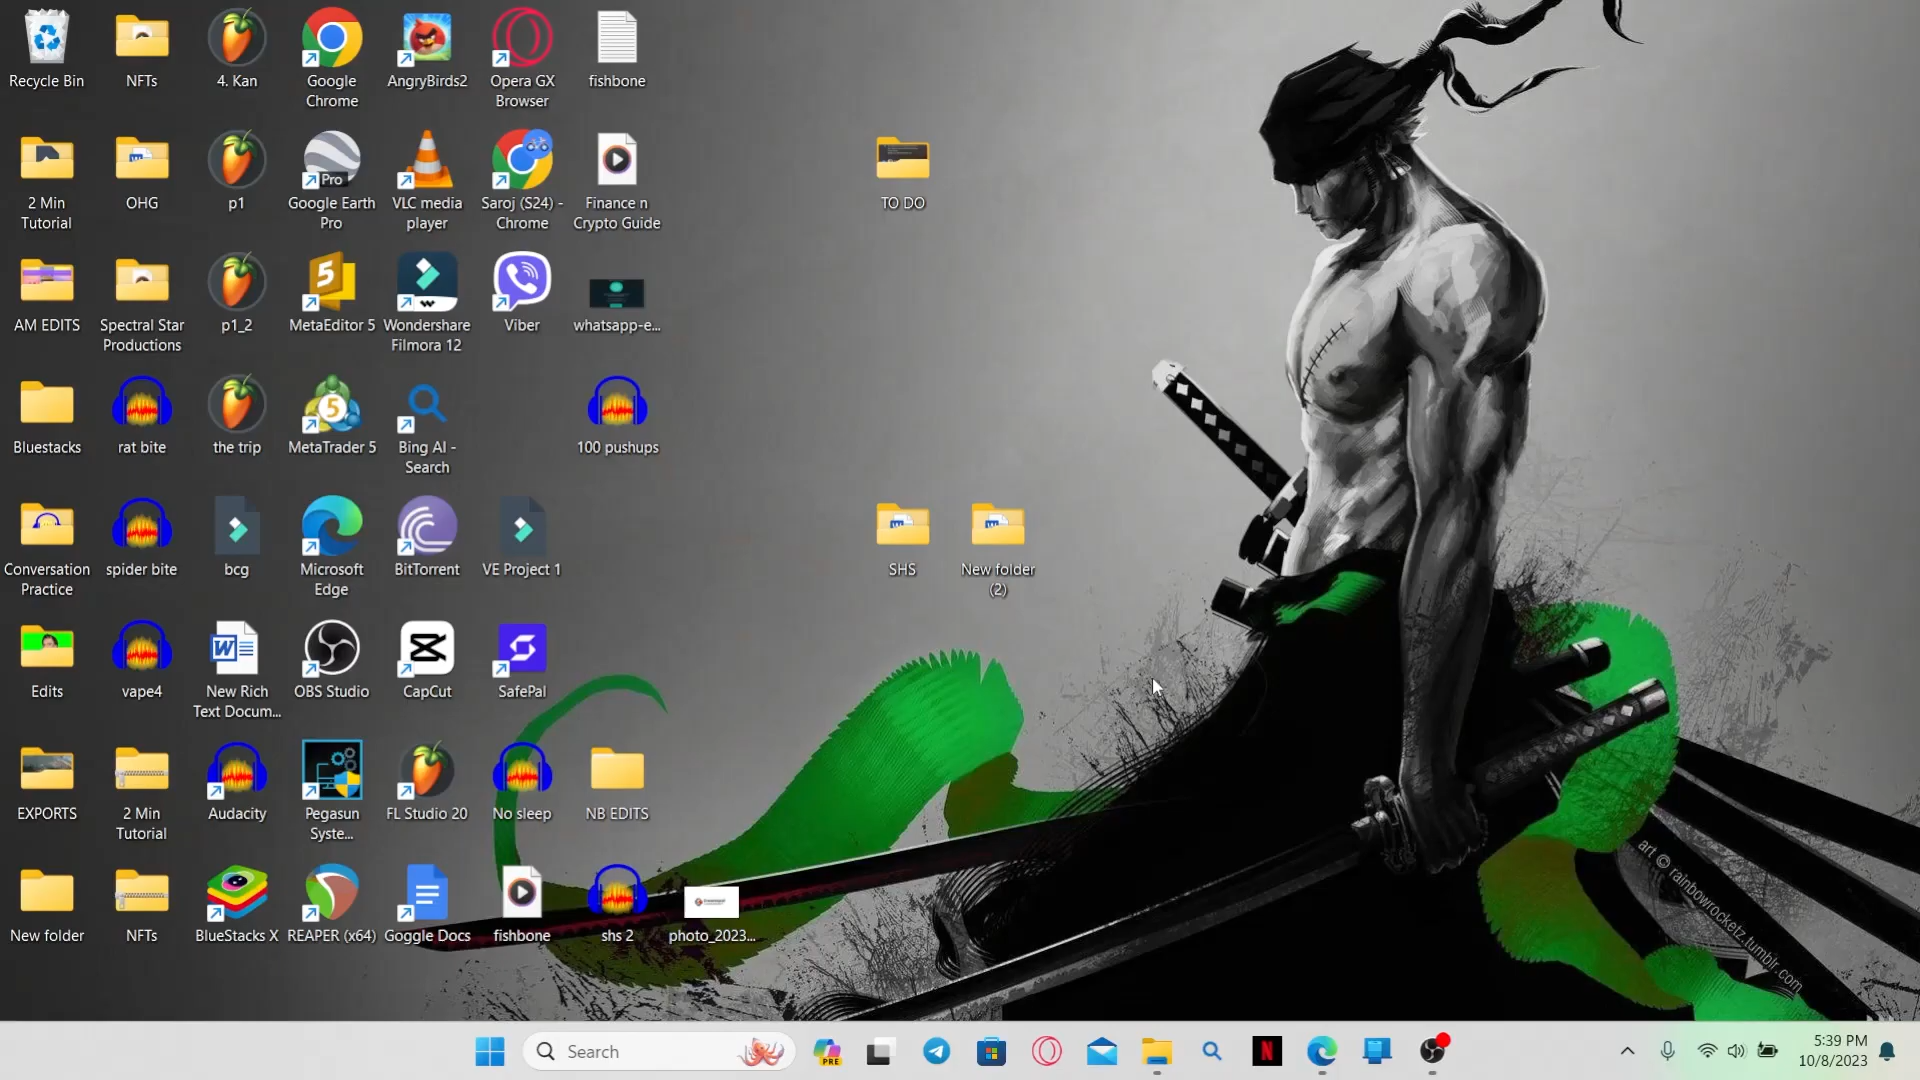 Recycle Bin
NFTs
4. Kan
Google
Chrome
AngryBirds2
Opera GX
Browser
fishbone
2 Min
Tutorial
OHG
p1
Pro
Google Earth
Pro
VLC media
player
Saroj (S24) -
Chrome
Finance n
Crypto Guide
TO DO
AM EDITS
Spectral Star
Productions
p1_2
5
MetaEditor 5
Wondershare
Filmora 12
Viber
whatsapp-e...
Bluestacks
rat bite
the trip
5
MetaTrader 5
Bing AI -
Search
100 pushups
Conversation
Practice
spider bite
bcg
Microsoft
Edge
BitTorrent
VE Project 1
SHS
New folder
(2)
Edits
vape4
W
New Rich
Text Docum...
OBS Studio
CapCut
SafePal
EXPORTS
2 Min
Tutorial
Audacity
Pegasun
Syste...
FL Studio 20
No sleep
NB EDITS
New folder
NFTs
BlueStacks X
REAPER (x64)
Goggle Docs
fishbone
shs 2
photo_2023...
art © rainbowrocketz.tumblr.com
Search
PRE
N
5:39 PM
10/8/2023